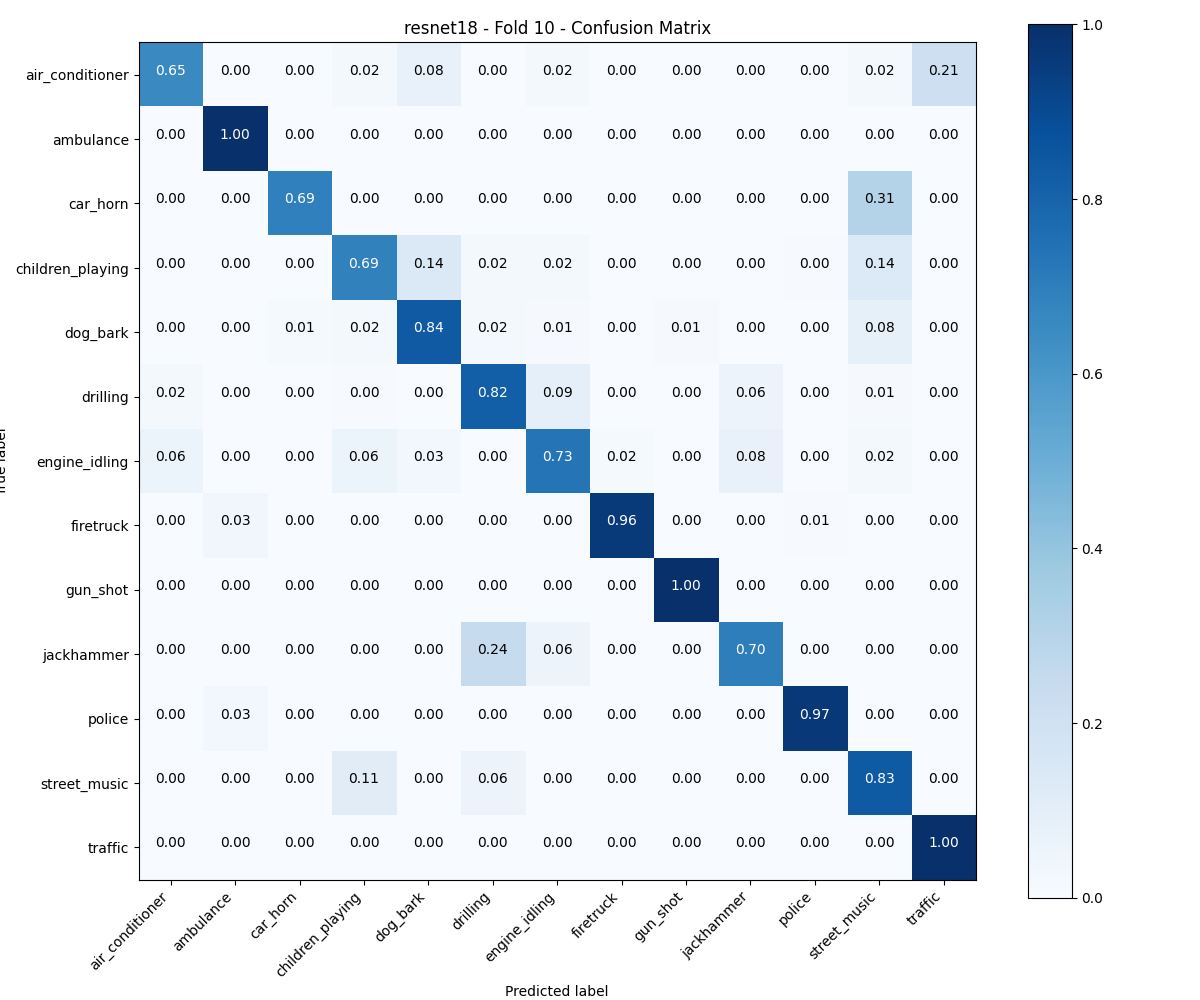 resnet18 - Fold 10 - Confusion Matrix
air_conditioner 0.65 0.00 0.00 0.02 0.08 0.00 0.02 0.00 0.00 0.00 0.00 0.02 0.21
ambulance 0.00 1.00 0.00 0.00 0.00 0.00 0.00 0.00 0.00 0.00 0.00 0.00 0.00
car_horn 0.00 0.00 0.69 0.00 0.00 0.00 0.00 0.00 0.00 0.00 0.00 0.31 0.00
children_playing 0.00 0.00 0.00 0.69 0.14 0.02 0.02 0.00 0.00 0.00 0.00 0.14 0.00
dog_bark 0.00 0.00 0.01 0.02 0.84 0.02 0.01 0.00 0.01 0.00 0.00 0.08 0.00
drilling 0.02 0.00 0.00 0.00 0.00 0.82 0.09 0.00 0.00 0.06 0.00 0.01 0.00
engine_idling 0.06 0.00 0.00 0.06 0.03 0.00 0.73 0.02 0.00 0.08 0.00 0.02 0.00
firetruck 0.00 0.03 0.00 0.00 0.00 0.00 0.00 0.96 0.00 0.00 0.01 0.00 0.00
gun_shot 0.00 0.00 0.00 0.00 0.00 0.00 0.00 0.00 1.00 0.00 0.00 0.00 0.00
jackhammer 0.00 0.00 0.00 0.00 0.00 0.24 0.06 0.00 0.00 0.70 0.00 0.00 0.00
police 0.00 0.03 0.00 0.00 0.00 0.00 0.00 0.00 0.00 0.00 0.97 0.00 0.00
street_music 0.00 0.00 0.00 0.11 0.00 0.06 0.00 0.00 0.00 0.00 0.00 0.83 0.00
traffic 0.00 0.00 0.00 0.00 0.00 0.00 0.00 0.00 0.00 0.00 0.00 0.00 1.00
air_conditioner
ambulance
car_horn
children_playing
dog_bark
drilling
engine_idling
firetruck
gun_shot
jackhammer
police
street_music
traffic
Predicted label
label
1.0
0.8
0.6
0.4
0.2
0.0